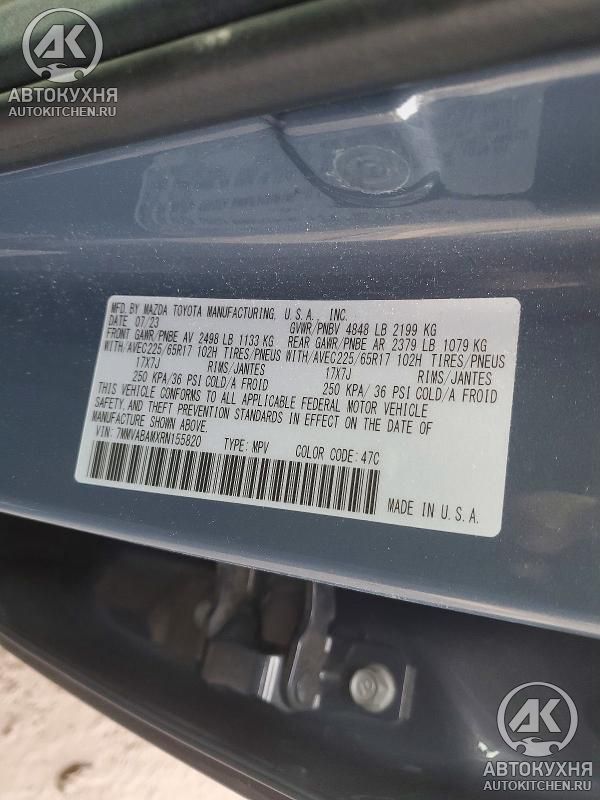 AK
АВТОКУХНЯ
AUTOKITCHEN.RU
MFD. BY MAZDA TOYOTA MANUFACTURING, U.S.A., INC.
DATE 07/23 GVWR/PNBV 4848 LB 2199 KG
FRONT GAWR/PNBE AV 2498 LB 1133 KG REAR GAWR/PNBE AR 2379 LB 1079 KG
WITH/AVEC225/65R17 102H TIRES/PNEUS WITH/AVEC225/65R17 102H TIRES/PNEUS
17X7J RIMS/JANTES 17X7J RIMS/JANTES
250 KPA/36 PSI COLD/A FROID 250 KPA/36 PSI COLD/A FROID
THIS VEHICLE CONFORMS TO ALL APPLICABLE FEDERAL MOTOR VEHICLE
SAFETY, AND THEFT PREVENTION STANDARDS IN EFFECT ON THE DATE OF
MANUFACTURE SHOWN ABOVE.
VIN: 7MMVABAMXRN155820 TYPE: MPV COLOR CODE: 47C
MADE IN U.S.A.
AK
АВТОКУХНЯ
AUTOKITCHEN.RU